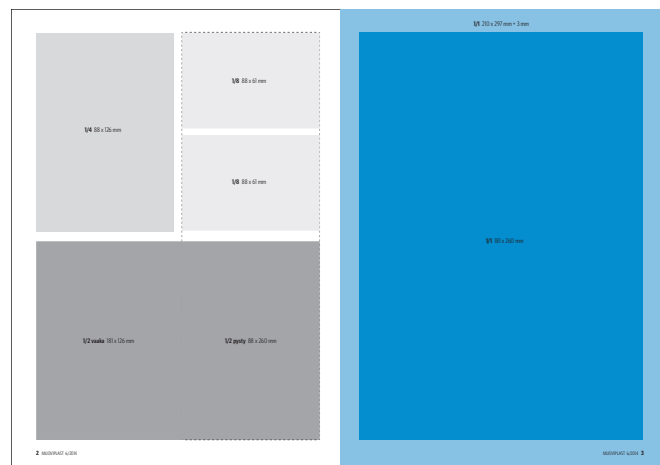 1/1 210 x 297 mm + 3 mm
1/8 88 x 61 mm
1/4 88 x 126 mm
1/8 88 x 61 mm
1/1 181 x 260 mm
1/2 vaaka 181 x 126 mm
1/2 pysty 88 x 260 mm
2 MUOVIPLAST 4/2014
MUOVIPLAST 4/2014 3